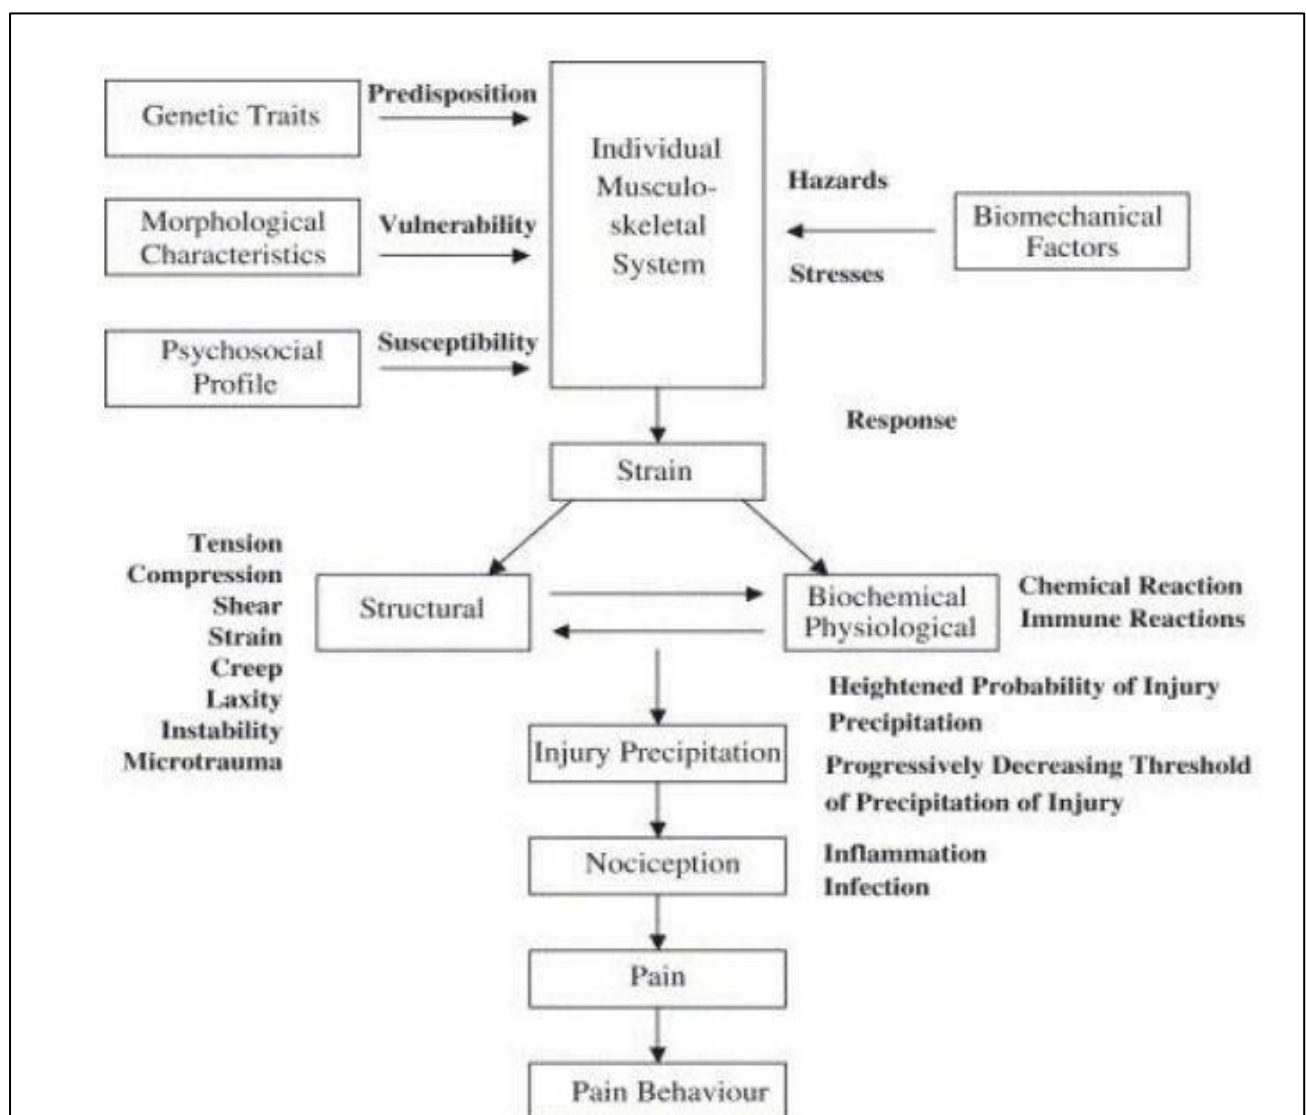 Genetic Traits
Predisposition
Morphological
Characteristics
Vulnerability
Psychosocial
Profile
Susceptibility
Individual
Musculo-
skeletal
System
Hazards
Stresses
Biomechanical
Factors
Response
Strain
Tension
Compression
Shear
Strain
Creep
Laxity
Instability
Microtrauma
Structural
Biochemical
Physiological
Chemical Reaction
Immune Reactions
Heightened Probability of Injury
Precipitation
Injury Precipitation
Progressively Decreasing Threshold
of Precipitation of Injury
Nociception
Inflammation
Infection
Pain
Pain Behaviour